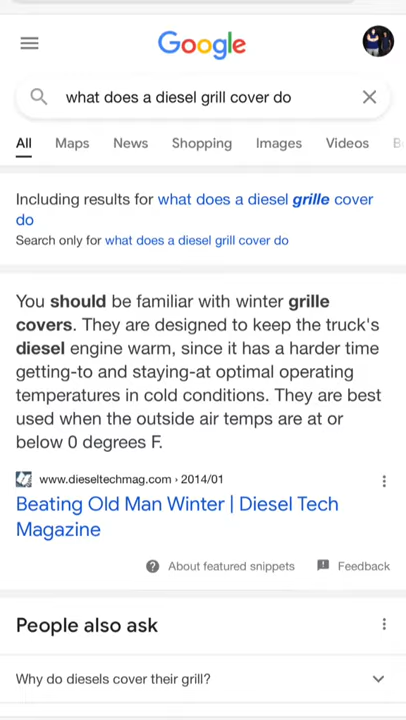 Google
what does a diesel grill cover do
All Maps News Shopping Images Videos
Including results for what does a diesel grille cover
do
Search only for what does a diesel grill cover do
You should be familiar with winter grille
covers. They are designed to keep the truck's
diesel engine warm, since it has a harder time
getting-to and staying-at optimal operating
temperatures in cold conditions. They are best
used when the outside air temps are at or
below 0 degrees F.
www.dieseltechmag.com › 2014/01
Beating Old Man Winter | Diesel Tech
Magazine
About featured snippets Feedback
People also ask
Why do diesels cover their grill?